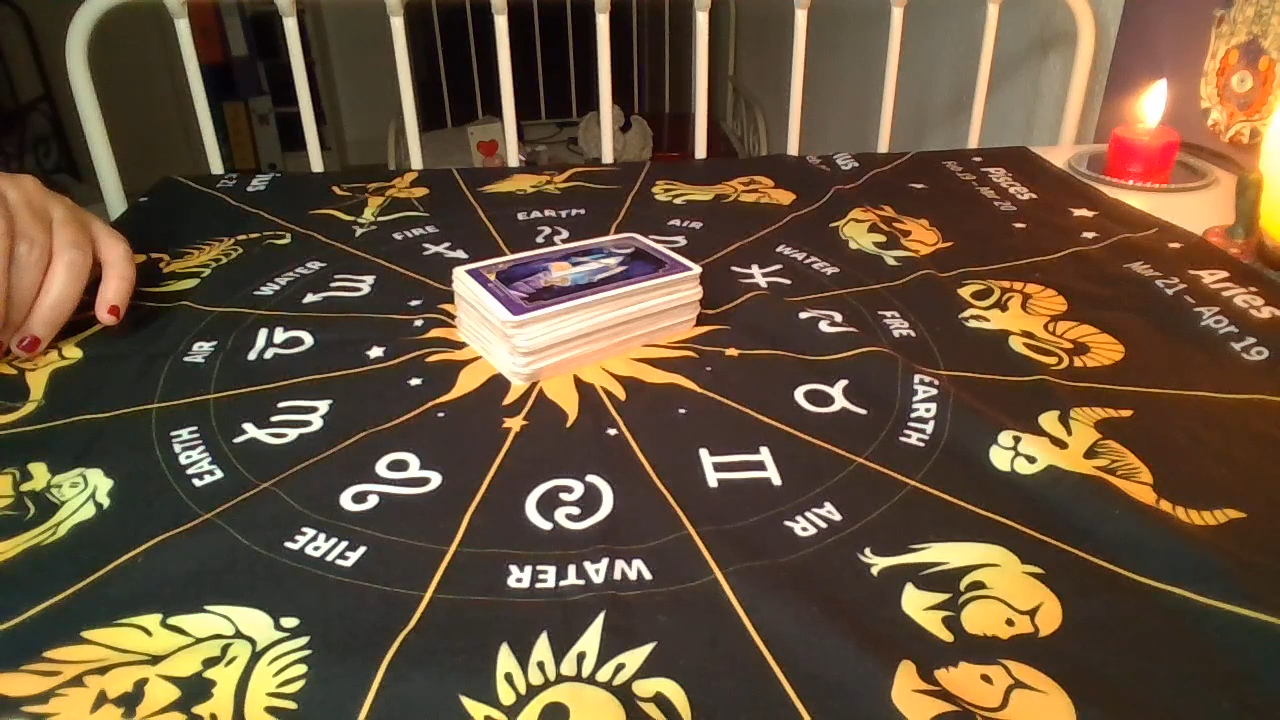 Pisces
Feb 19 - Mar 20
EARTH
AIR
FIRE
WATER
WATER
Aries
Mar 21 - Apr 19
FIRE
AIR
EARTH
EARTH
AIR
FIRE
WATER